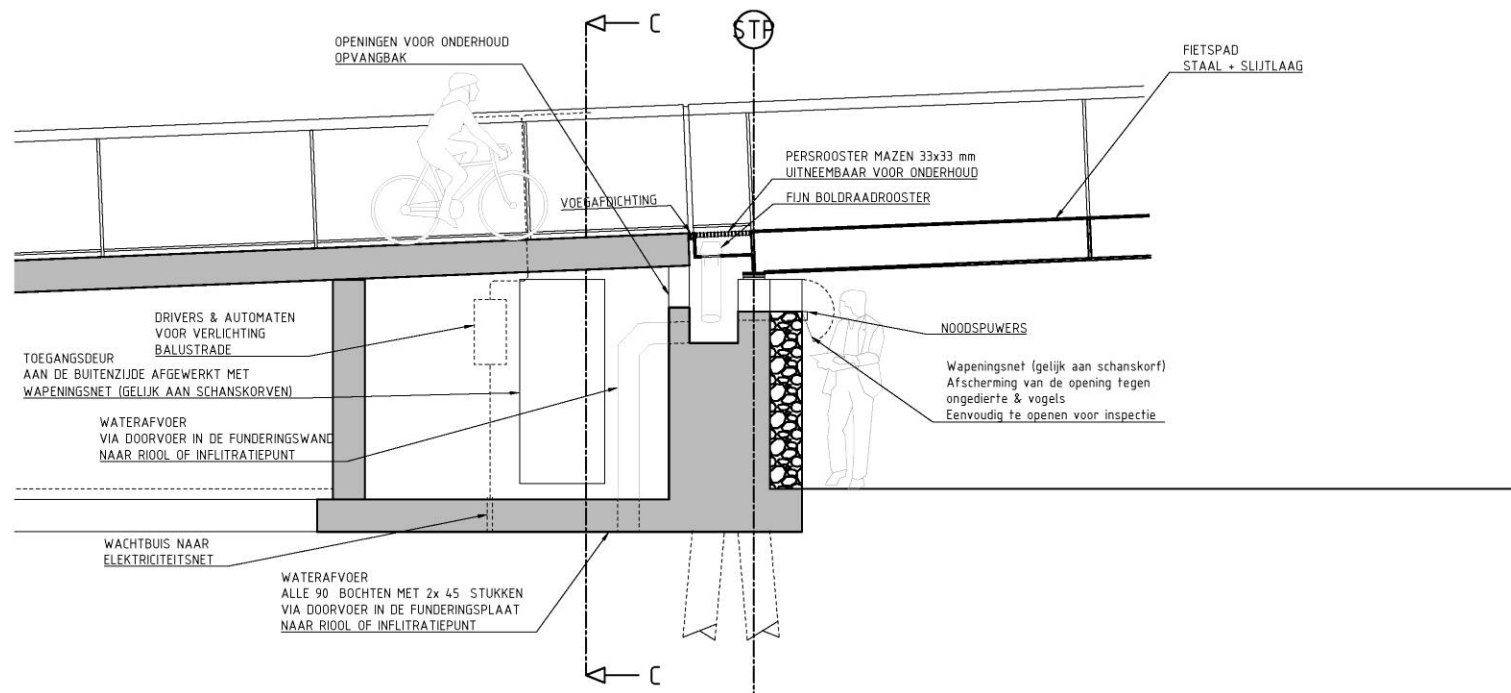 C
STP
OPENINGEN VOOR ONDERHOUD
OPVANGBAK
FIETSPAD
STAAL + SLIJTLAAG
PERSROOSTER MAZEN 33x33 mm
UITNEEMBAAR VOOR ONDERHOUD
VOEGAFDICHTING
FIJN BOLDRAADROOSTER
DRIVERS & AUTOMATEN
VOOR VERLICHTING
BALUSTRADE
NOODSPUWERS
TOEGANGSDEUR
AAN DE BUITENZIJDE AFGEWERKT MET
WAPENINGSNET (GELIJK AAN SCHANSKORVEN)
Wapeningsnet (gelijk aan schanskorf)
Afscherming van de opening tegen
ongedierte & vogels
Eenvoudig te openen voor inspectie
WATERAFVOER
VIA DOORVOER IN DE FUNDERINGSWAND
NAAR RIOOL OF INFLITRATIEPUNT
WACHTBUIS NAAR
ELEKTRICITEITSNET
WATERAFVOER
ALLE 90 BOCHTEN MET 2x 45 STUKKEN
VIA DOORVOER IN DE FUNDERINGSPLAAT
NAAR RIOOL OF INFLITRATIEPUNT
C